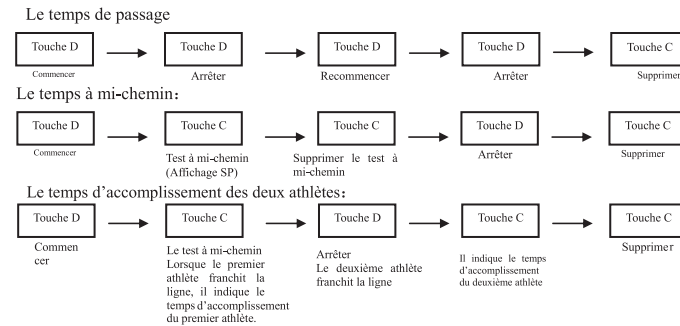 Le temps de passage
Touche D Touche D Touche D Touche D Touche C
Commencer Arrêter Recommencer Arrêter Supprimer
Le temps à mi-chemin:
Touche D Touche C Touche C Touche D Touche C
Commencer Test à mi-chemin Supprimer le test à Arrêter Supprimer
(Affichage SP) mi-chemin
Le temps d'accomplissement des deux athlètes:
Touche D Touche C Touche D Touche C Touche C
Commen
cer
Le test à mi-chemin
Lorsque le premier
athlète franchit la
ligne, il indique le
temps d'accomplissement
du premier athlète.
Arrêter
Le deuxième athlète
franchit la ligne
Il indique le temps
d'accomplissement
du deuxième athlète
Supprimer